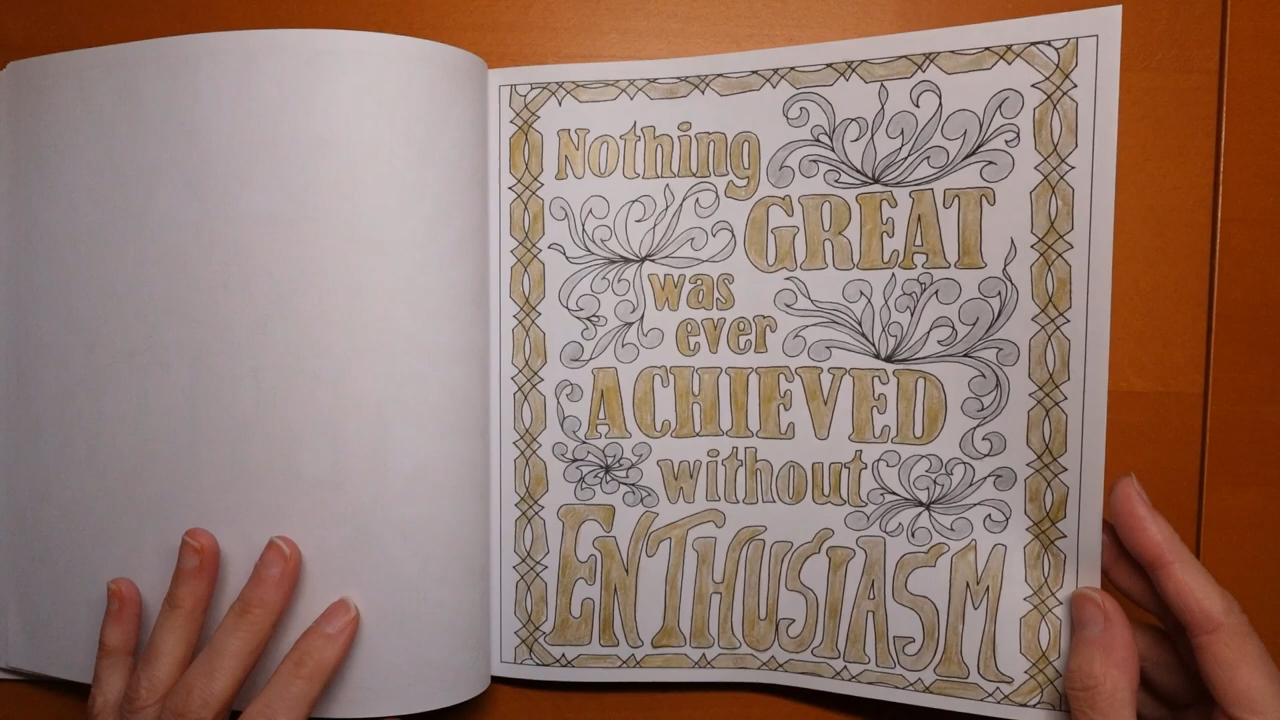 Nothing
GREAT
was
ever
ACHIEVED
without
ENTHUSIASM